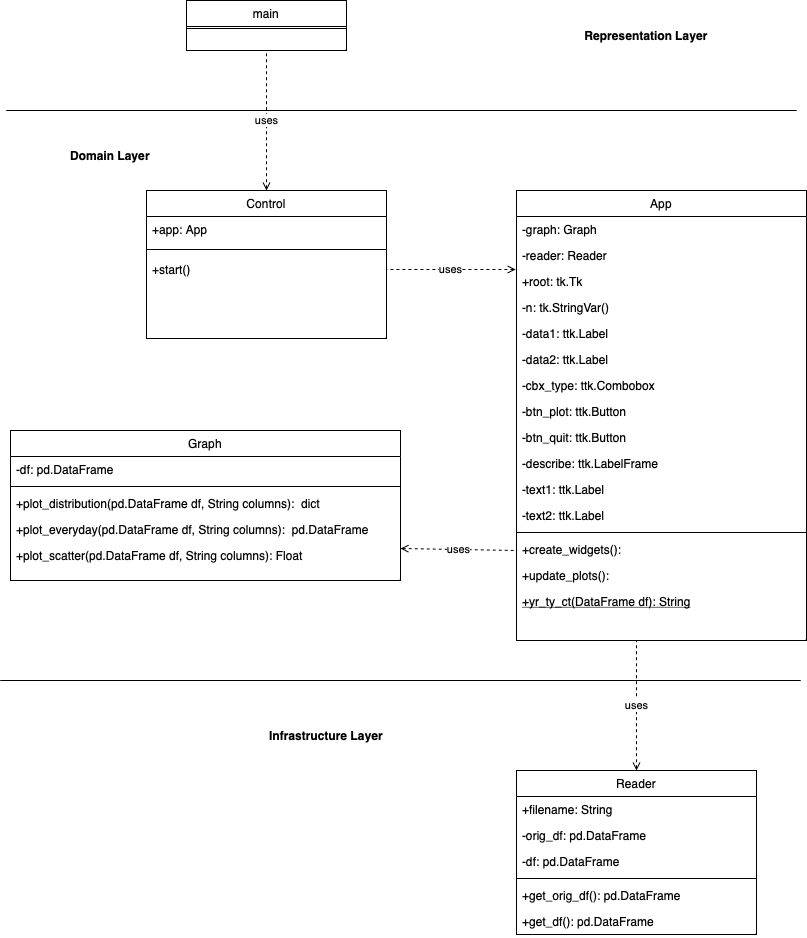 main
Representation Layer
uses
Domain Layer
Control
+app: App
+start()
uses
App
-graph: Graph
-reader: Reader
+root: tk.Tk
-n: tk.StringVar()
-data1: ttk.Label
-data2: ttk.Label
-cbx_type: ttk.Combobox
-btn_plot: ttk.Button
-btn_quit: ttk.Button
-describe: ttk.LabelFrame
-text1: ttk.Label
-text2: ttk.Label
+create_widgets():
+update_plots():
+yr_ty_ct(DataFrame df): String
Graph
-df: pd.DataFrame
+plot_distribution(pd.DataFrame df, String columns): dict
+plot_everyday(pd.DataFrame df, String columns): pd.DataFrame
+plot_scatter(pd.DataFrame df, String columns): Float
uses
uses
Infrastructure Layer
Reader
+filename: String
-orig_df: pd.DataFrame
-df: pd.DataFrame
+get_orig_df(): pd.DataFrame
+get_df(): pd.DataFrame